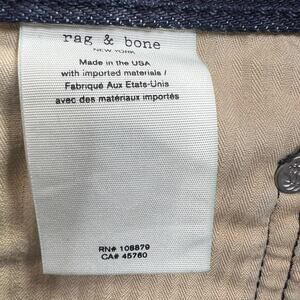 rag & bone
NEW YORK
Made in the USA
with imported materials /
Fabriqué Aux Etats-Unis
avec des matériaux importés
RN# 108879
CA# 45760